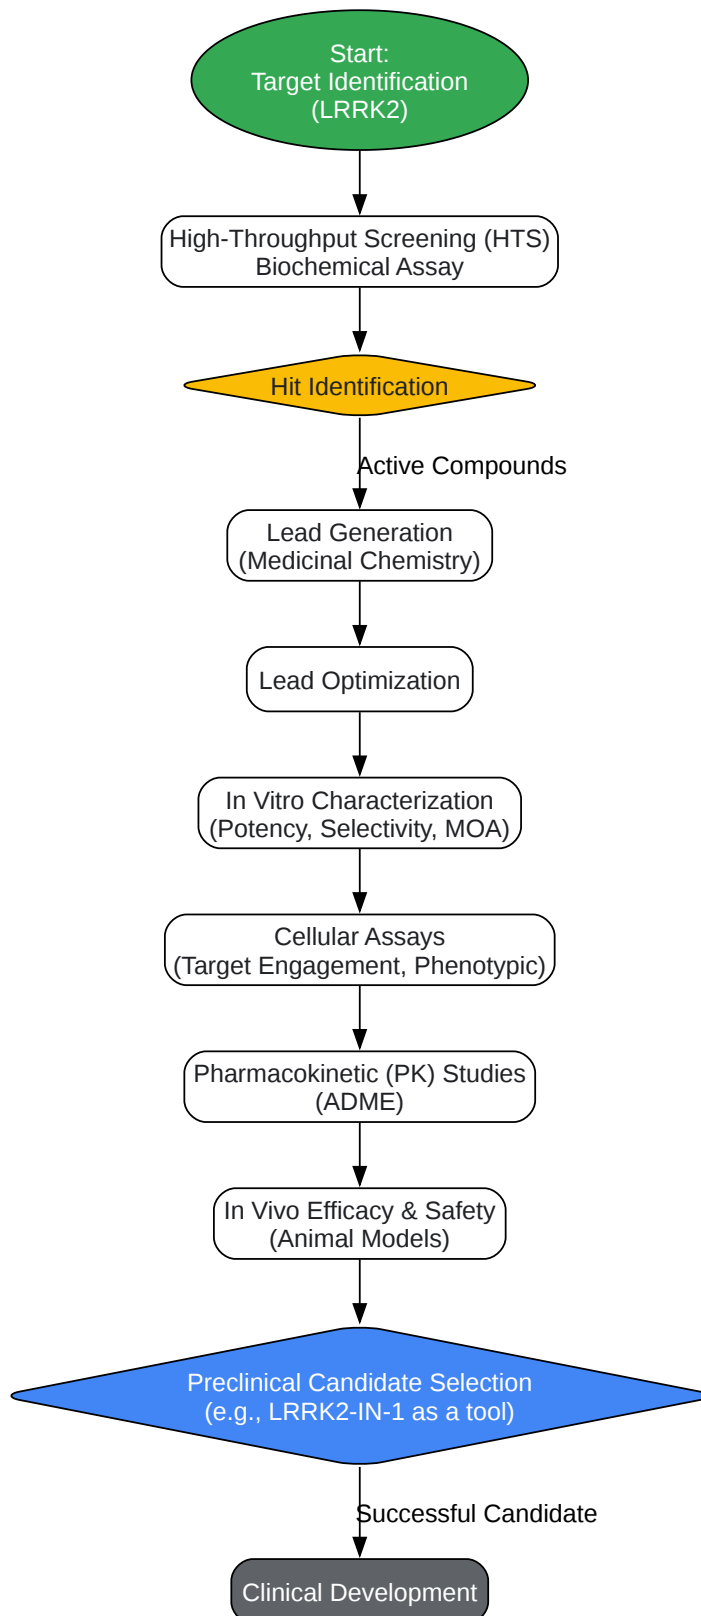 Start:
Target Identification
(LRRK2)
High-Throughput Screening (HTS)
Biochemical Assay
Hit Identification
Active Compounds
Lead Generation
(Medicinal Chemistry)
Lead Optimization
In Vitro Characterization
(Potency, Selectivity, MOA)
Cellular Assays
(Target Engagement, Phenotypic)
Pharmacokinetic (PK) Studies
(ADME)
In Vivo Efficacy & Safety
(Animal Models)
Preclinical Candidate Selection
(e.g., LRRK2-IN-1 as a tool)
Successful Candidate
Clinical Development